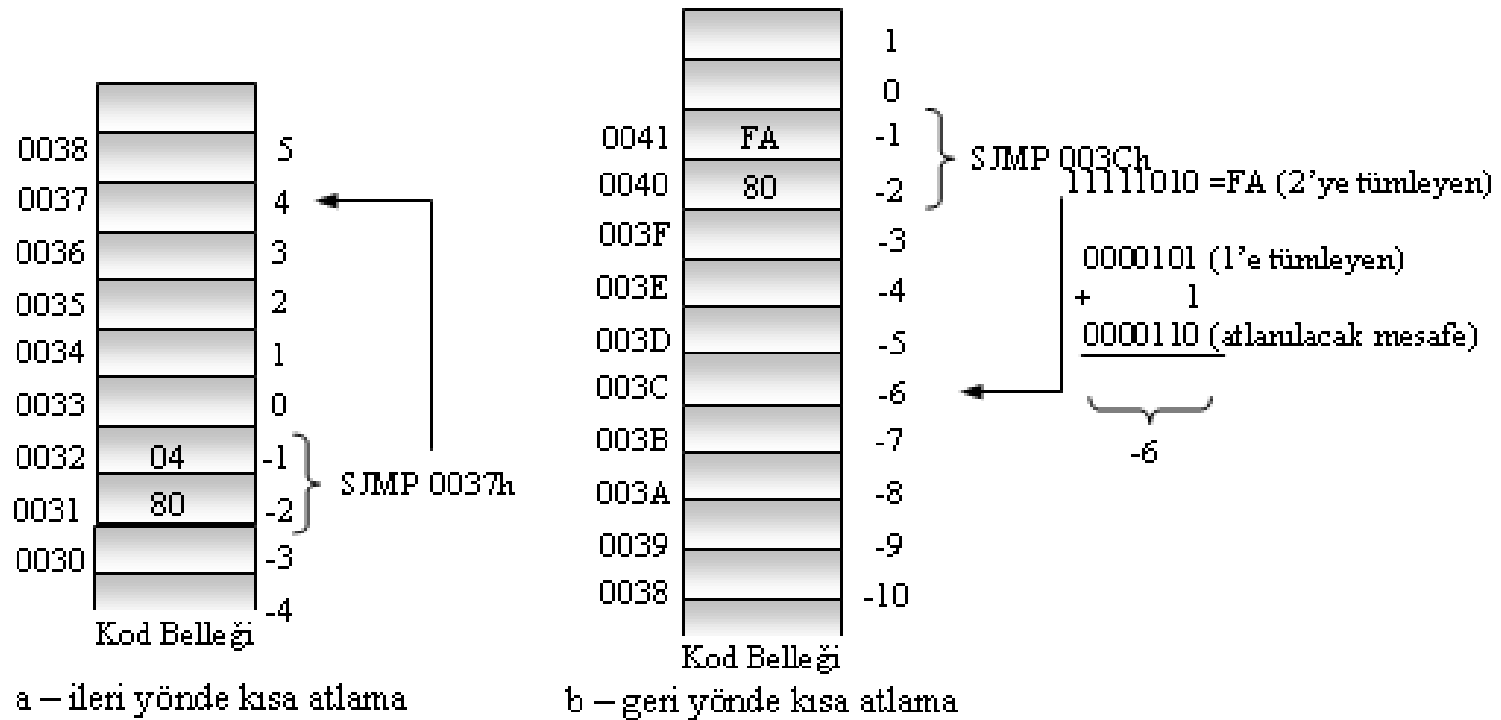 0038 5
0037 4
0036 3
0035 2
0034 1
0033 0
0032 04 -1
0031 80 -2
0030 -3
-4
SJMP 0037h
Kod Belleği
a – ileri yönde kısa atlama
1
0
0041 FA -1
0040 80 -2
003F -3
003E -4
003D -5
003C -6
003B -7
003A -8
0039 -9
0038 -10
SJMP 003Ch
11111010 =FA (2’ye tümleyen)
0000101 (1’e tümleyen)
+ 1
0000110 (atlanılacak mesafe)
-6
Kod Belleği
b – geri yönde kısa atlama